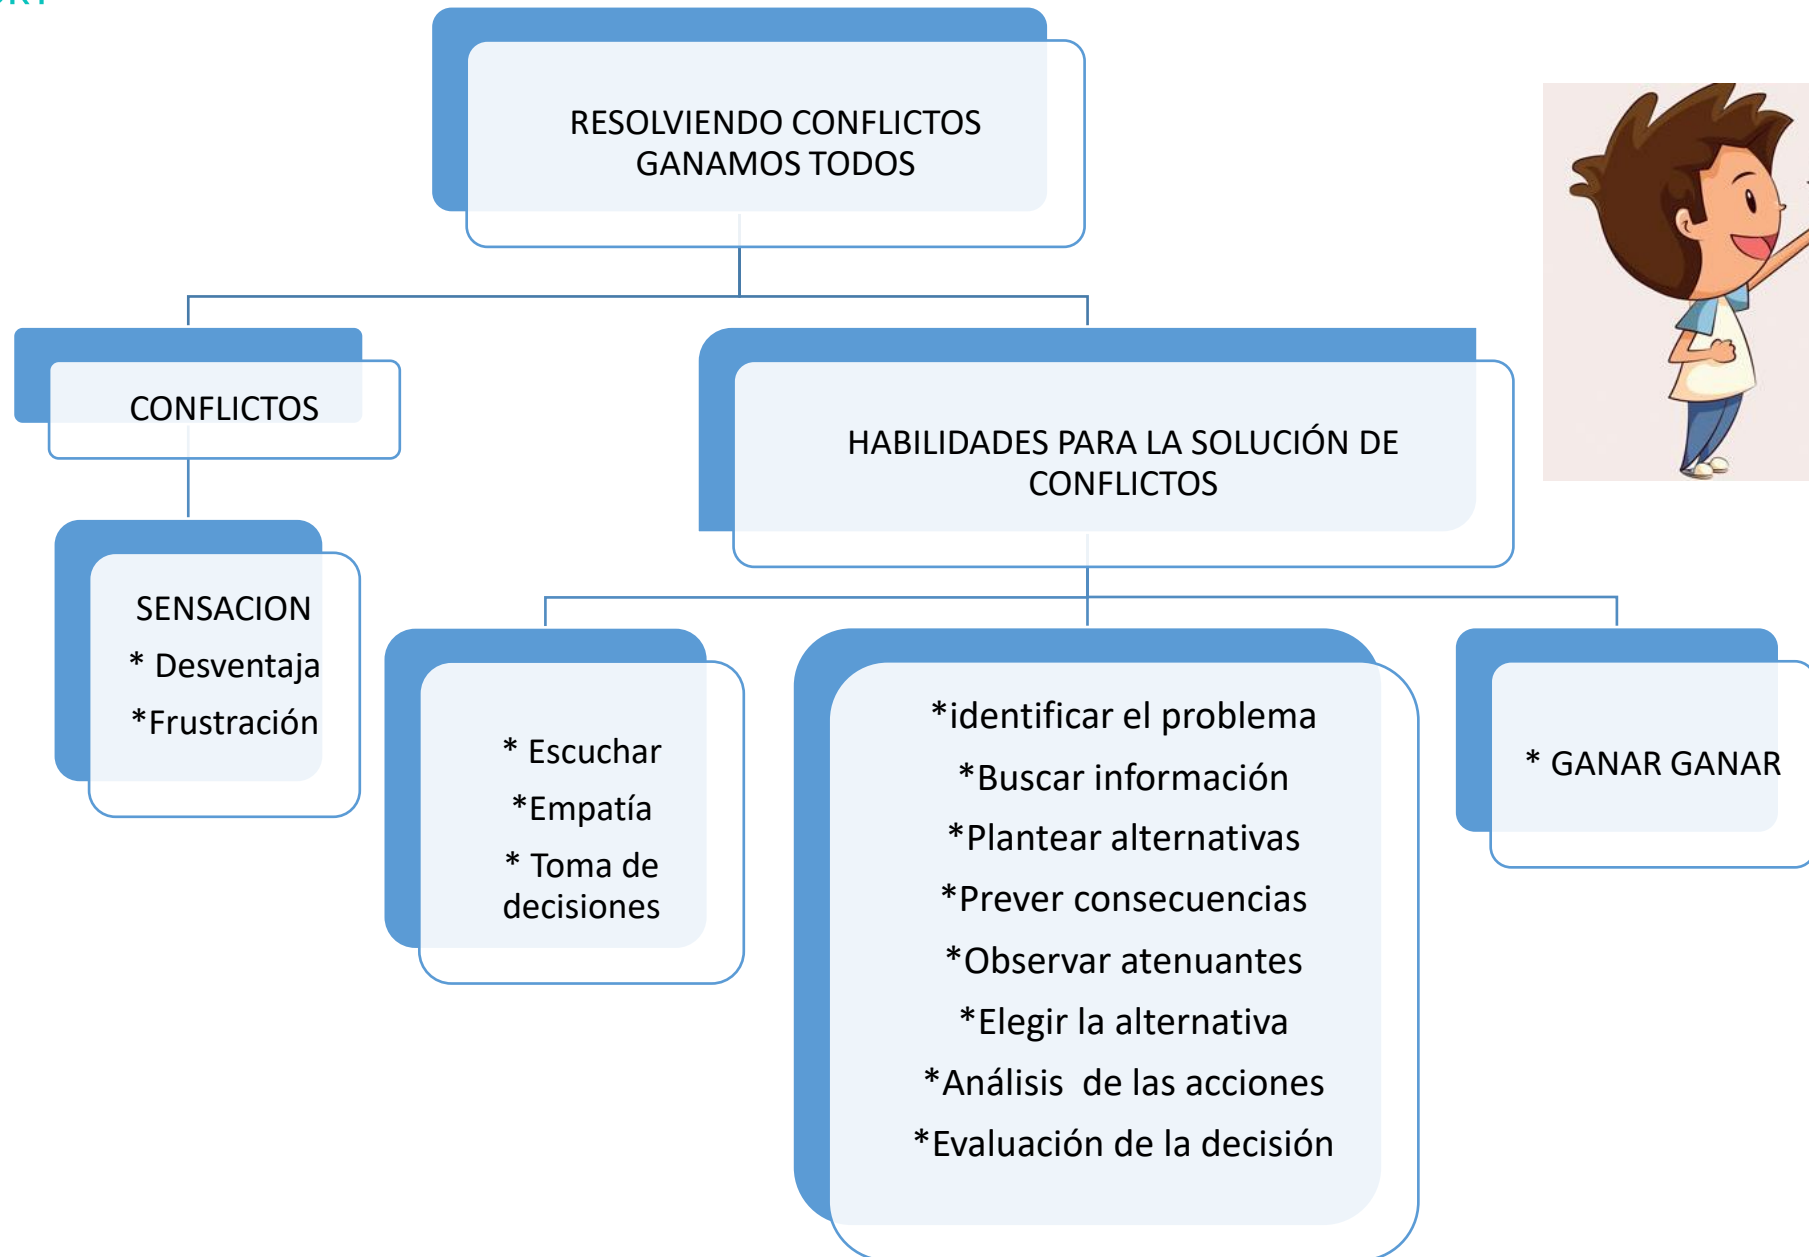 RESOLVIENDO CONFLICTOS
GANAMOS TODOS
CONFLICTOS
HABILIDADES PARA LA SOLUCIÓN DE
CONFLICTOS
SENSACION
* Desventaja
*Frustración
* Escuchar
*Empatía
* Toma de
decisiones
*identificar el problema
*Buscar información
*Plantear alternativas
*Prever consecuencias
*Observar atenuantes
*Elegir la alternativa
*Análisis  de las acciones
*Evaluación de la decisión
* GANAR GANAR